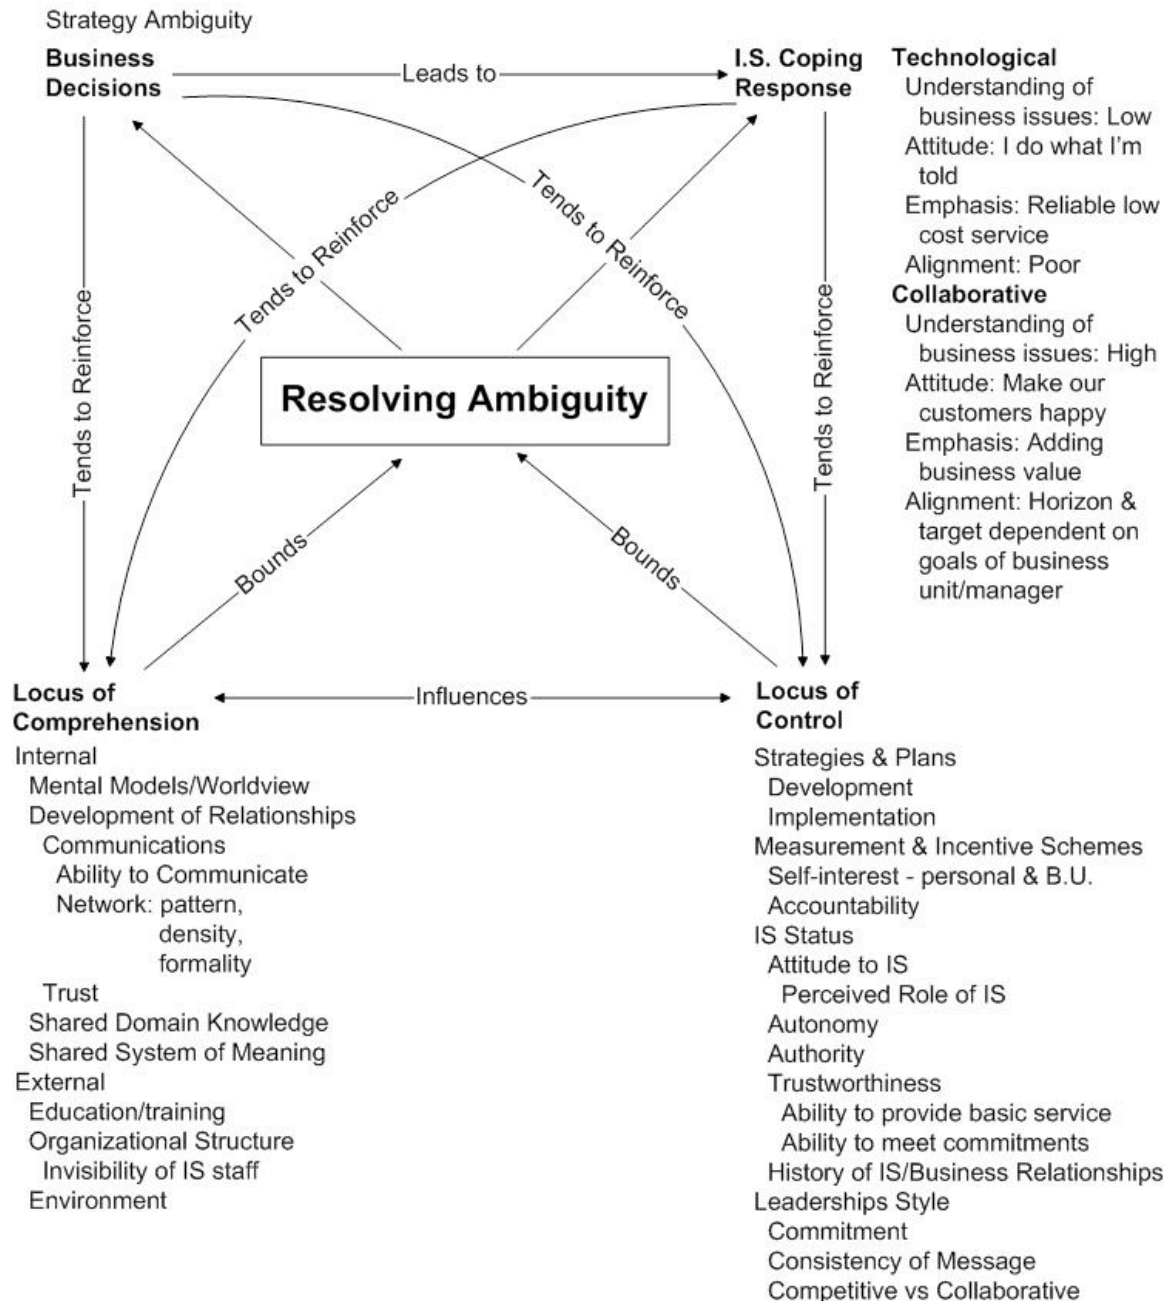 Strategy Ambiguity
Business
Decisions
Leads to
I.S. Coping
Response
Technological
Understanding of
business issues: Low
Attitude: I do what I'm
told
Emphasis: Reliable low
cost service
Alignment: Poor
Collaborative
Understanding of
business issues: High
Attitude: Make our
customers happy
Emphasis: Adding
business value
Alignment: Horizon &
target dependent on
goals of business
unit/manager
Tends to Reinforce
Tends to Reinforce
Tends to Reinforce
Tends to Reinforce
Resolving Ambiguity
Bounds
Bounds
Influences
Locus of
Comprehension
Internal
Mental Models/Worldview
Development of Relationships
Communications
Ability to Communicate
Network: pattern,
density,
formality
Trust
Shared Domain Knowledge
Shared System of Meaning
External
Education/training
Organizational Structure
Invisibility of IS staff
Environment
Locus of
Control
Strategies & Plans
Development
Implementation
Measurement & Incentive Schemes
Self-interest - personal & B.U.
Accountability
IS Status
Attitude to IS
Perceived Role of IS
Autonomy
Authority
Trustworthiness
Ability to provide basic service
Ability to meet commitments
History of IS/Business Relationships
Leaderships Style
Commitment
Consistency of Message
Competitive vs Collaborative